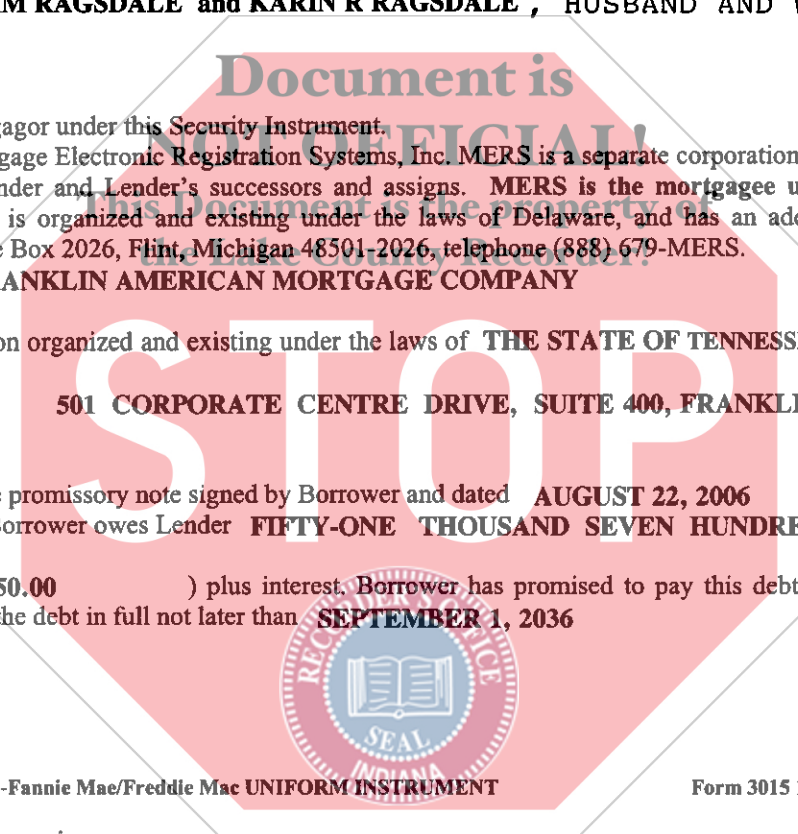 M RAGSDALE and KARIN R RAGSDALE , HUSBAND AND
Document is
gagor under this Security Instrument.
NOT OFFICIAL!
gage Electronic Registration Systems, Inc. MERS is a separate corporation
nder and Lender's successors and assigns. MERS is the mortgagee u
This Document is the property of
is organized and existing under the laws of Delaware, and has an add
e Box 2026, Flint, Michigan 48501-2026, telephone (888) 679-MERS.
the Lake County Recorder!
ANKLIN AMERICAN MORTGAGE COMPANY
on organized and existing under the laws of THE STATE OF TENNESS
STOP
501 CORPORATE CENTRE DRIVE, SUITE 400, FRANKLI
e promissory note signed by Borrower and dated AUGUST 22, 2006
Borrower owes Lender FIFTY-ONE THOUSAND SEVEN HUNDRE
50.00 ) plus interest. Borrower has promised to pay this debt
the debt in full not later than SEPTEMBER 1, 2036
RECORDER'S OFFICE
SEAL
INDIANA
-Fannie Mae/Freddie Mac UNIFORM INSTRUMENT Form 3015